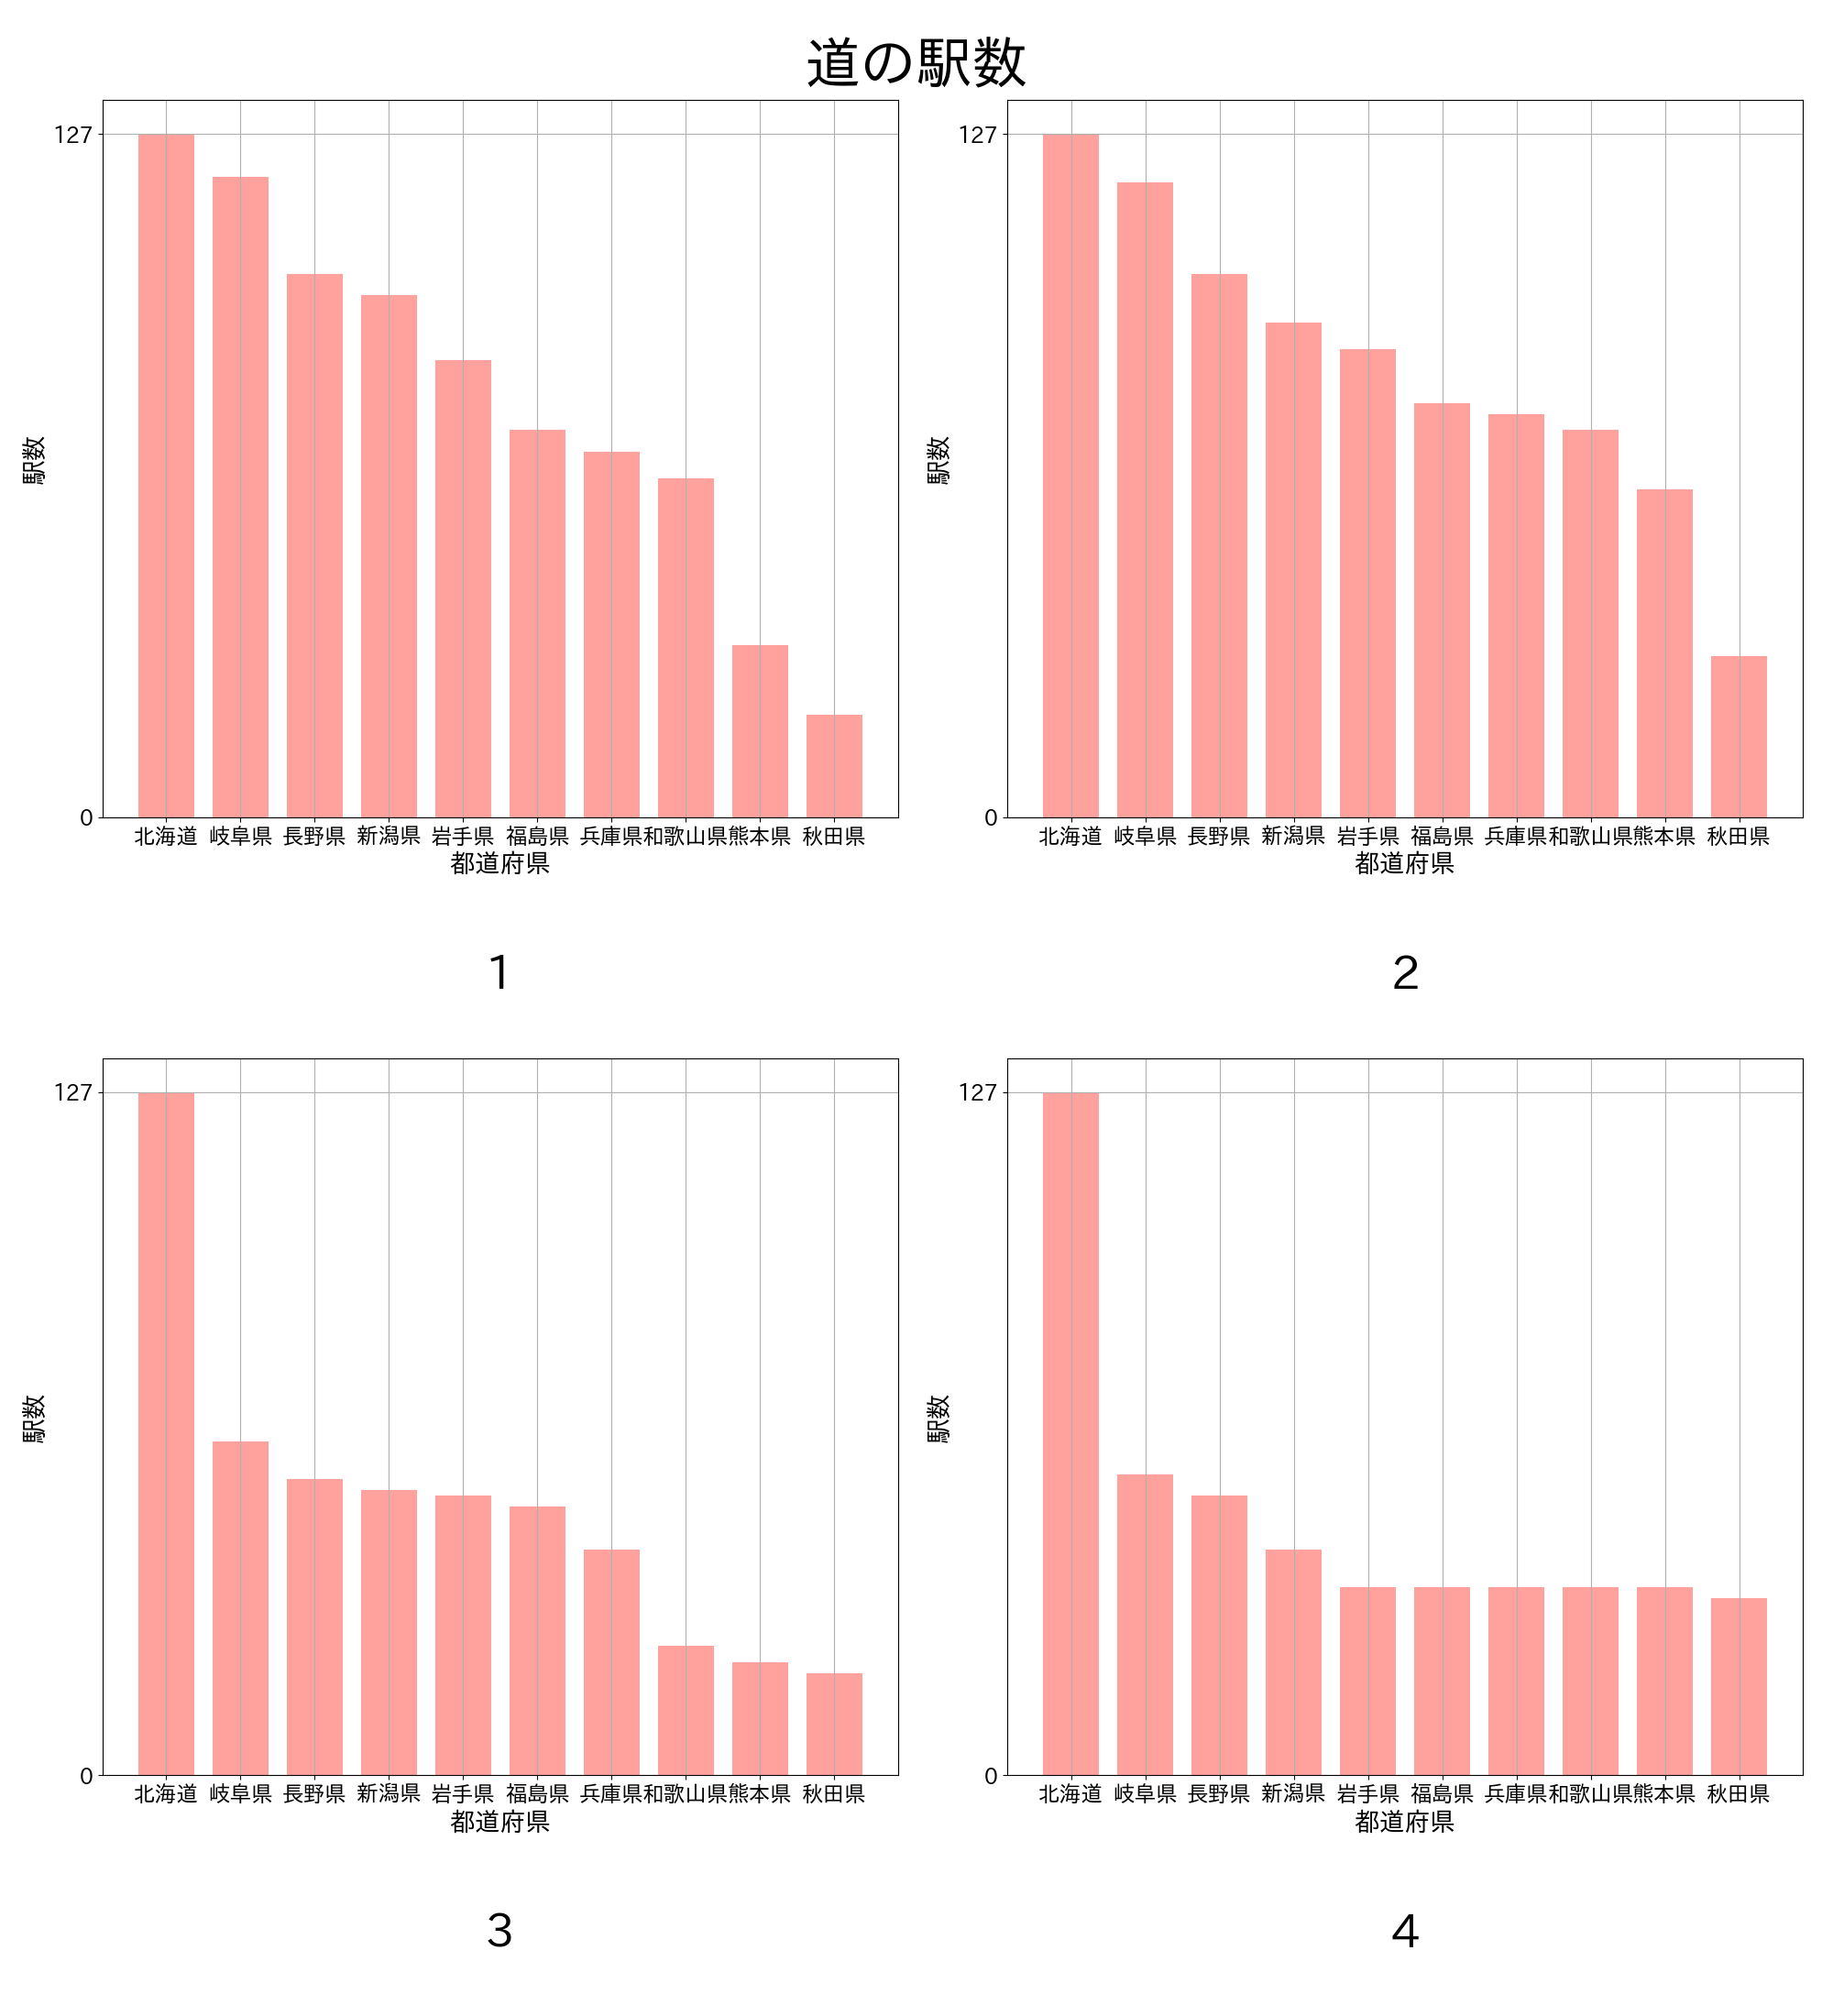 道の駅数
127
0
駅数
北海道 岐阜県 長野県 新潟県 岩手県 福島県 兵庫県 和歌山県 熊本県 秋田県
都道府県
1
127
0
駅数
北海道 岐阜県 長野県 新潟県 岩手県 福島県 兵庫県 和歌山県 熊本県 秋田県
都道府県
2
127
0
駅数
北海道 岐阜県 長野県 新潟県 岩手県 福島県 兵庫県 和歌山県 熊本県 秋田県
都道府県
3
127
0
駅数
北海道 岐阜県 長野県 新潟県 岩手県 福島県 兵庫県 和歌山県 熊本県 秋田県
都道府県
4